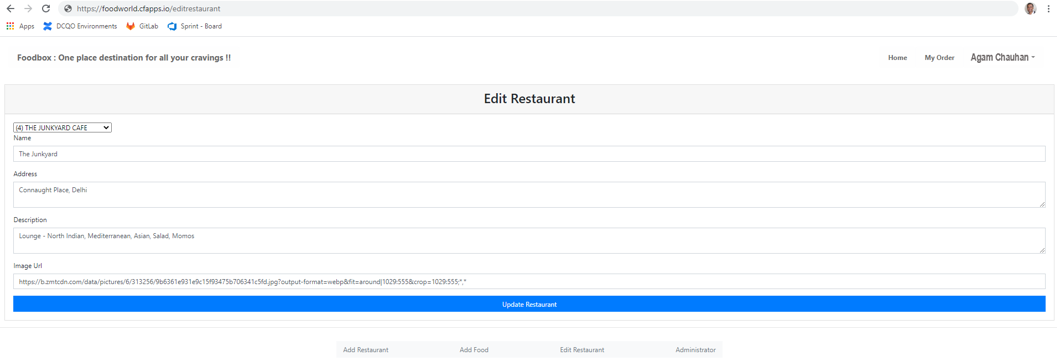 https://foodworld.cfapps.io/editrestaurant
Apps DCQO Environments GitLab Sprint - Board
Foodbox : One place destination for all your cravings !! Home My Order Agam Chauhan
Edit Restaurant
(4) THE JUNKYARD CAFE
Name
The Junkyard
Address
Connaught Place, Delhi
Description
Lounge - North Indian, Mediterranean, Asian, Salad, Momos
Image Url
https://b.zmtcdn.com/data/pictures/6/313256/9b6361e931e9c15f93475b706341c5fd.jpg?output-format=webp&fit=around|1029:555&crop=1029:555;*,*
Update Restaurant
Add Restaurant Add Food Edit Restaurant Administrator